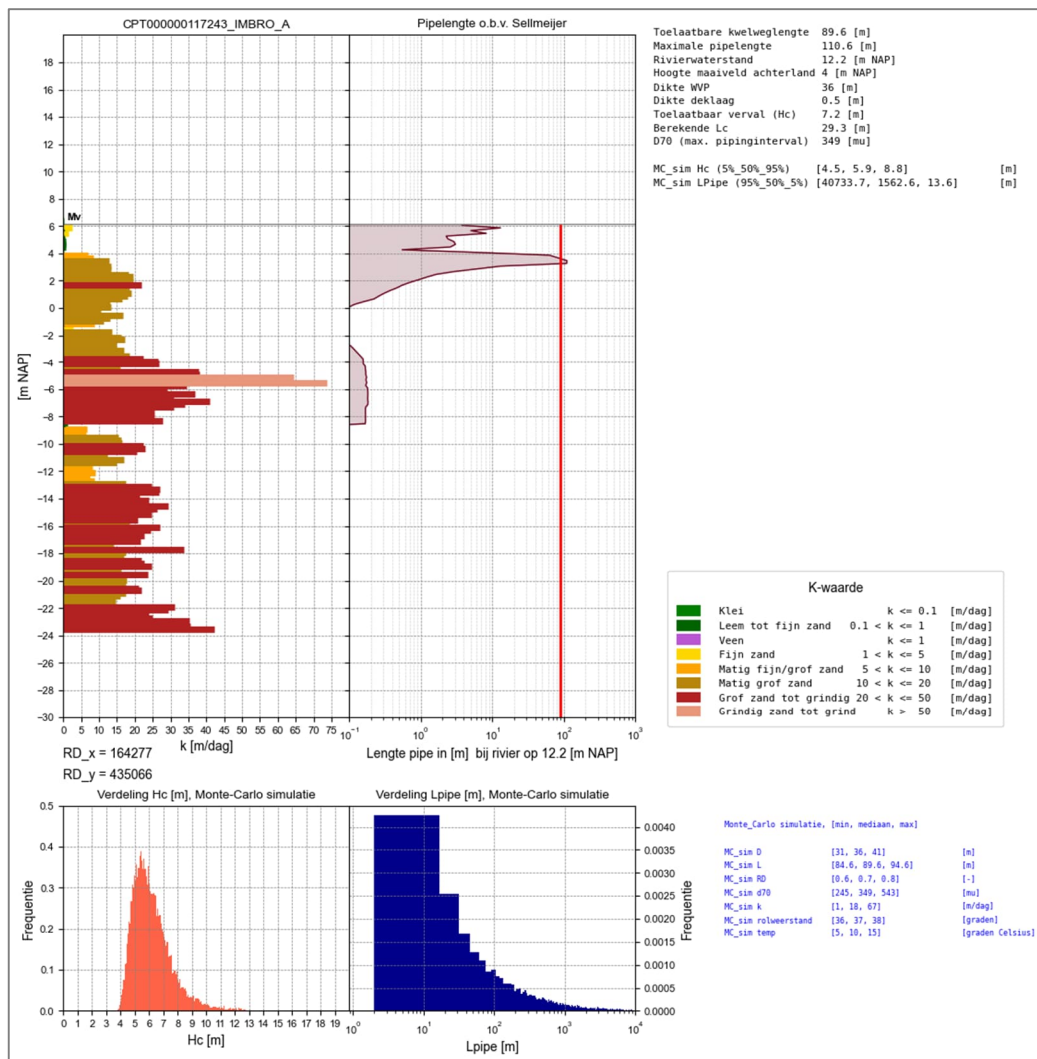 CPT000000117243_IMBRO_A
Pipelengte o.b.v. Sellmeijer
Toelaatbare kwelweglengte 89.6 [m]
Maximale pipelengte 110.6 [m]
Rivierwaterstand 12.2 [m NAP]
Hoogte maaiveld achterland 4 [m NAP]
Dikte WVP 36 [m]
Dikte deklaag 0.5 [m]
Toelaatbaar verval (Hc) 7.2 [m]
Berekende Lc 29.3 [m]
D70 (max. pipinginterval) 349 [mu]
MC_sim Hc (5%_50%_95%) [4.5, 5.9, 8.8] [m]
MC_sim LPipe (95%_50%_5%) [40733.7, 1562.6, 13.6] [m]
18
16
14
12
10
8
6
4
2
0
−2
−4
−6
−8
−10
−12
−14
−16
−18
−20
−22
−24
−26
−28
−30
Mv
[m NAP]
0 5 10 15 20 25 30 35 40 45 50 55 60 65 70 75
k [m/dag]
10−1 100 101 102 103
Lengte pipe in [m] bij rivier op 12.2 [m NAP]
K-waarde
Klei k <= 0.1 [m/dag]
Leem tot fijn zand 0.1 < k <= 1 [m/dag]
Veen k <= 1 [m/dag]
Fijn zand 1 < k <= 5 [m/dag]
Matig fijn/grof zand 5 < k <= 10 [m/dag]
Matig grof zand 10 < k <= 20 [m/dag]
Grof zand tot grindig 20 < k <= 50 [m/dag]
Grindig zand tot grind k > 50 [m/dag]
RD_x = 164277
RD_y = 435066
Verdeling Hc [m], Monte-Carlo simulatie
Verdeling Lpipe [m], Monte-Carlo simulatie
0.5
0.4
0.3
0.2
0.1
0.0
Frequentie
0 1 2 3 4 5 6 7 8 9 10 11 12 13 14 15 16 17 18 19
Hc [m]
100 101 102 103 104
Lpipe [m]
0.0040
0.0035
0.0030
0.0025
0.0020
0.0015
0.0010
0.0005
0.0000
Frequentie
Monte_Carlo simulatie, [min, mediaan, max]
MC_sim D [31, 36, 41] [m]
MC_sim L [84.6, 89.6, 94.6] [m]
MC_sim RD [0.6, 0.7, 0.8] [-]
MC_sim d70 [245, 349, 543] [mu]
MC_sim k [1, 18, 67] [m/dag]
MC_sim rolweerstand [36, 37, 38] [graden]
MC_sim temp [5, 10, 15] [graden Celsius]